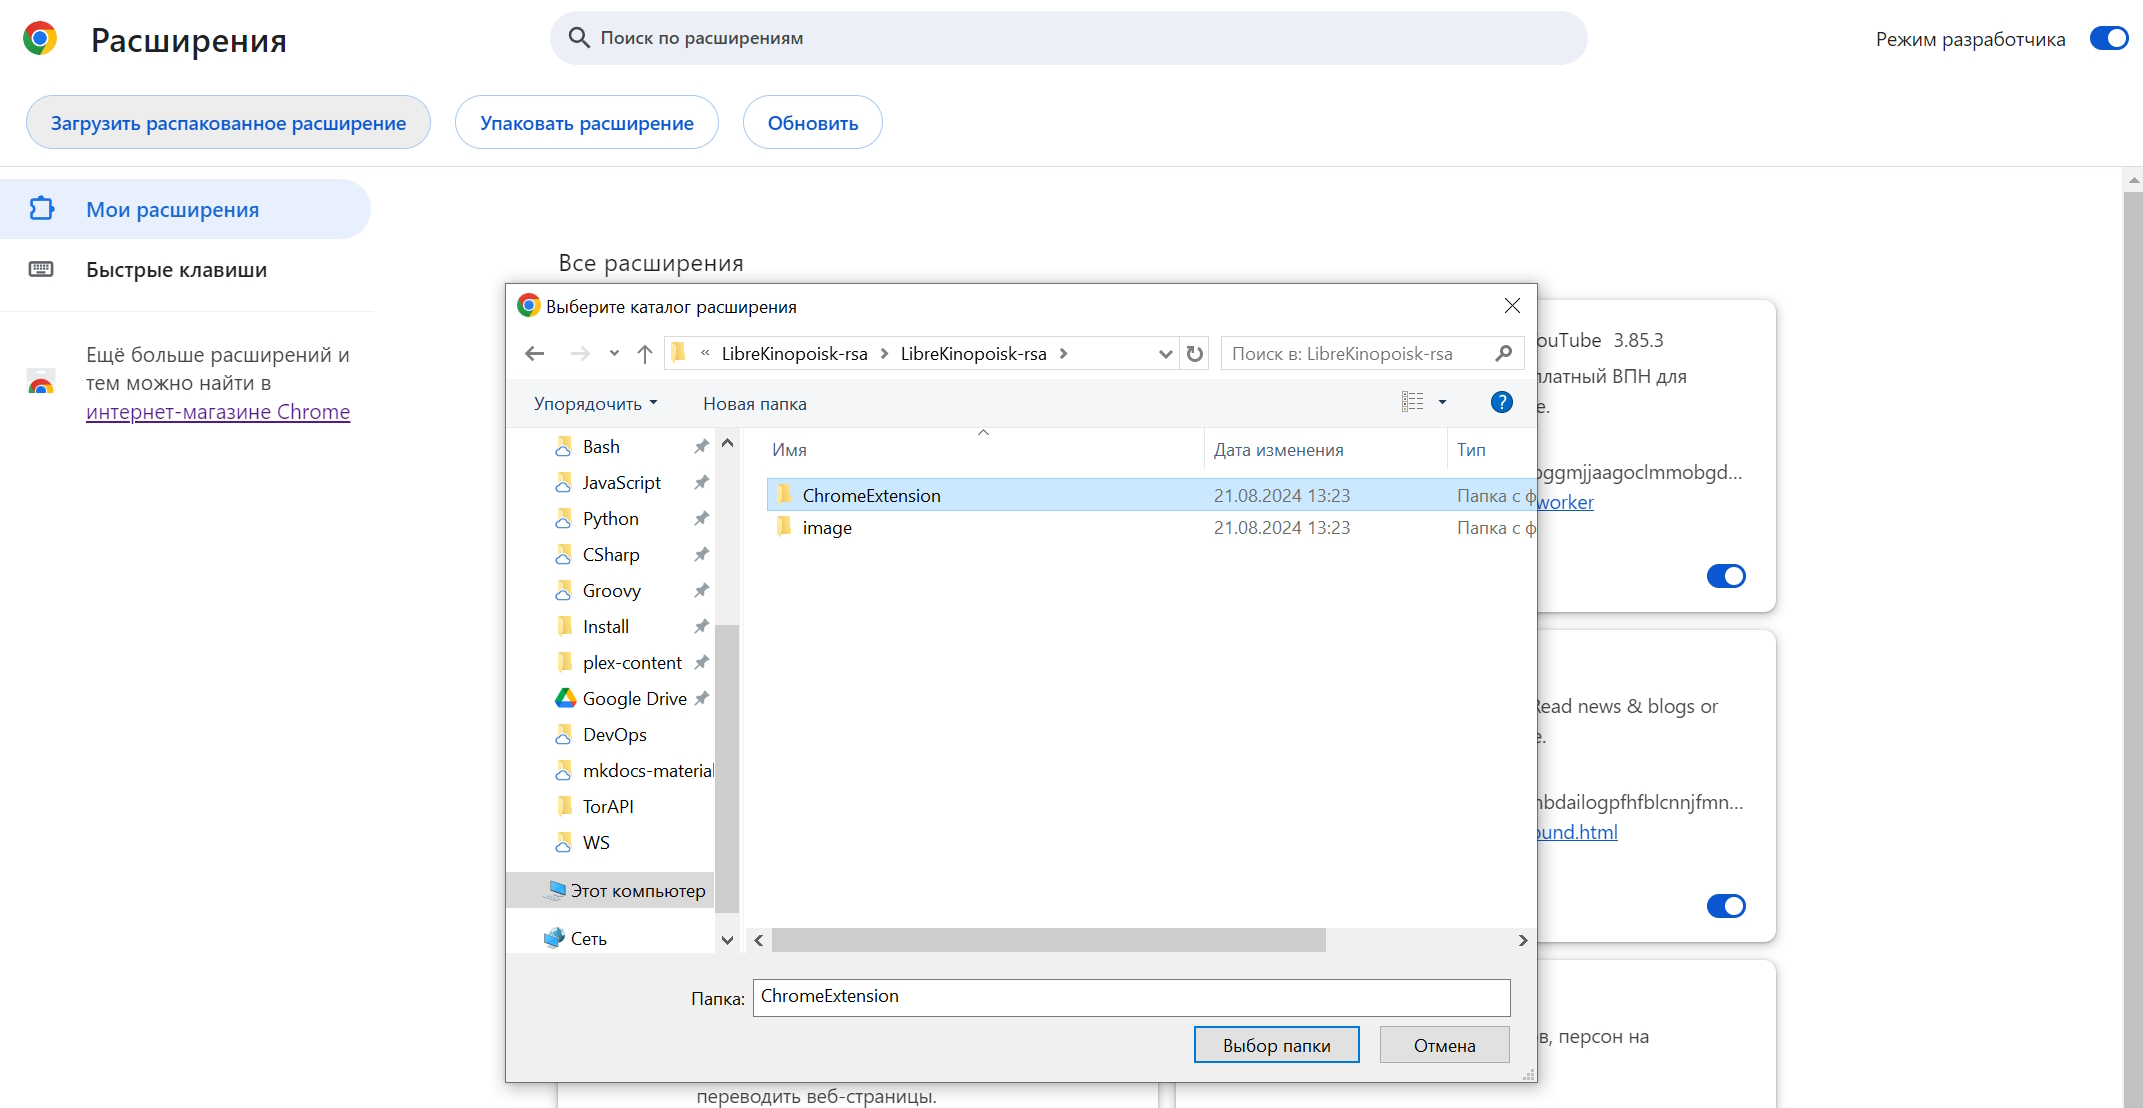 Расширения
Поиск по расширениям
Режим разработчика
Загрузить распакованное расширение
Упаковать расширение
Обновить
Мои расширения
Быстрые клавиши
Ещё больше расширений и
тем можно найти в
интернет-магазине Chrome
Все расширения
Выберите каталог расширения
« LibreKinopoisk-rsa > LibreKinopoisk-rsa >
Поиск в: LibreKinopoisk-rsa
Упорядочить
Новая папка
?
Bash
JavaScript
Python
CSharp
Groovy
Install
plex-content
Google Drive
DevOps
mkdocs-material
TorAPI
WS
Этот компьютер
Сеть
Имя Дата изменения Тип
ChromeExtension 21.08.2024 13:23 Папка с ф
image 21.08.2024 13:23 Папка с ф
Папка: ChromeExtension
Выбор папки
Отмена
ouTube 3.85.3
платный ВПН для
е.
oggmjjaagoclmmobgd...
worker
Read news & blogs or
e.
nbdailogpfhfblcnnjfmn...
ound.html
в, персон на
переводить веб-страницы.